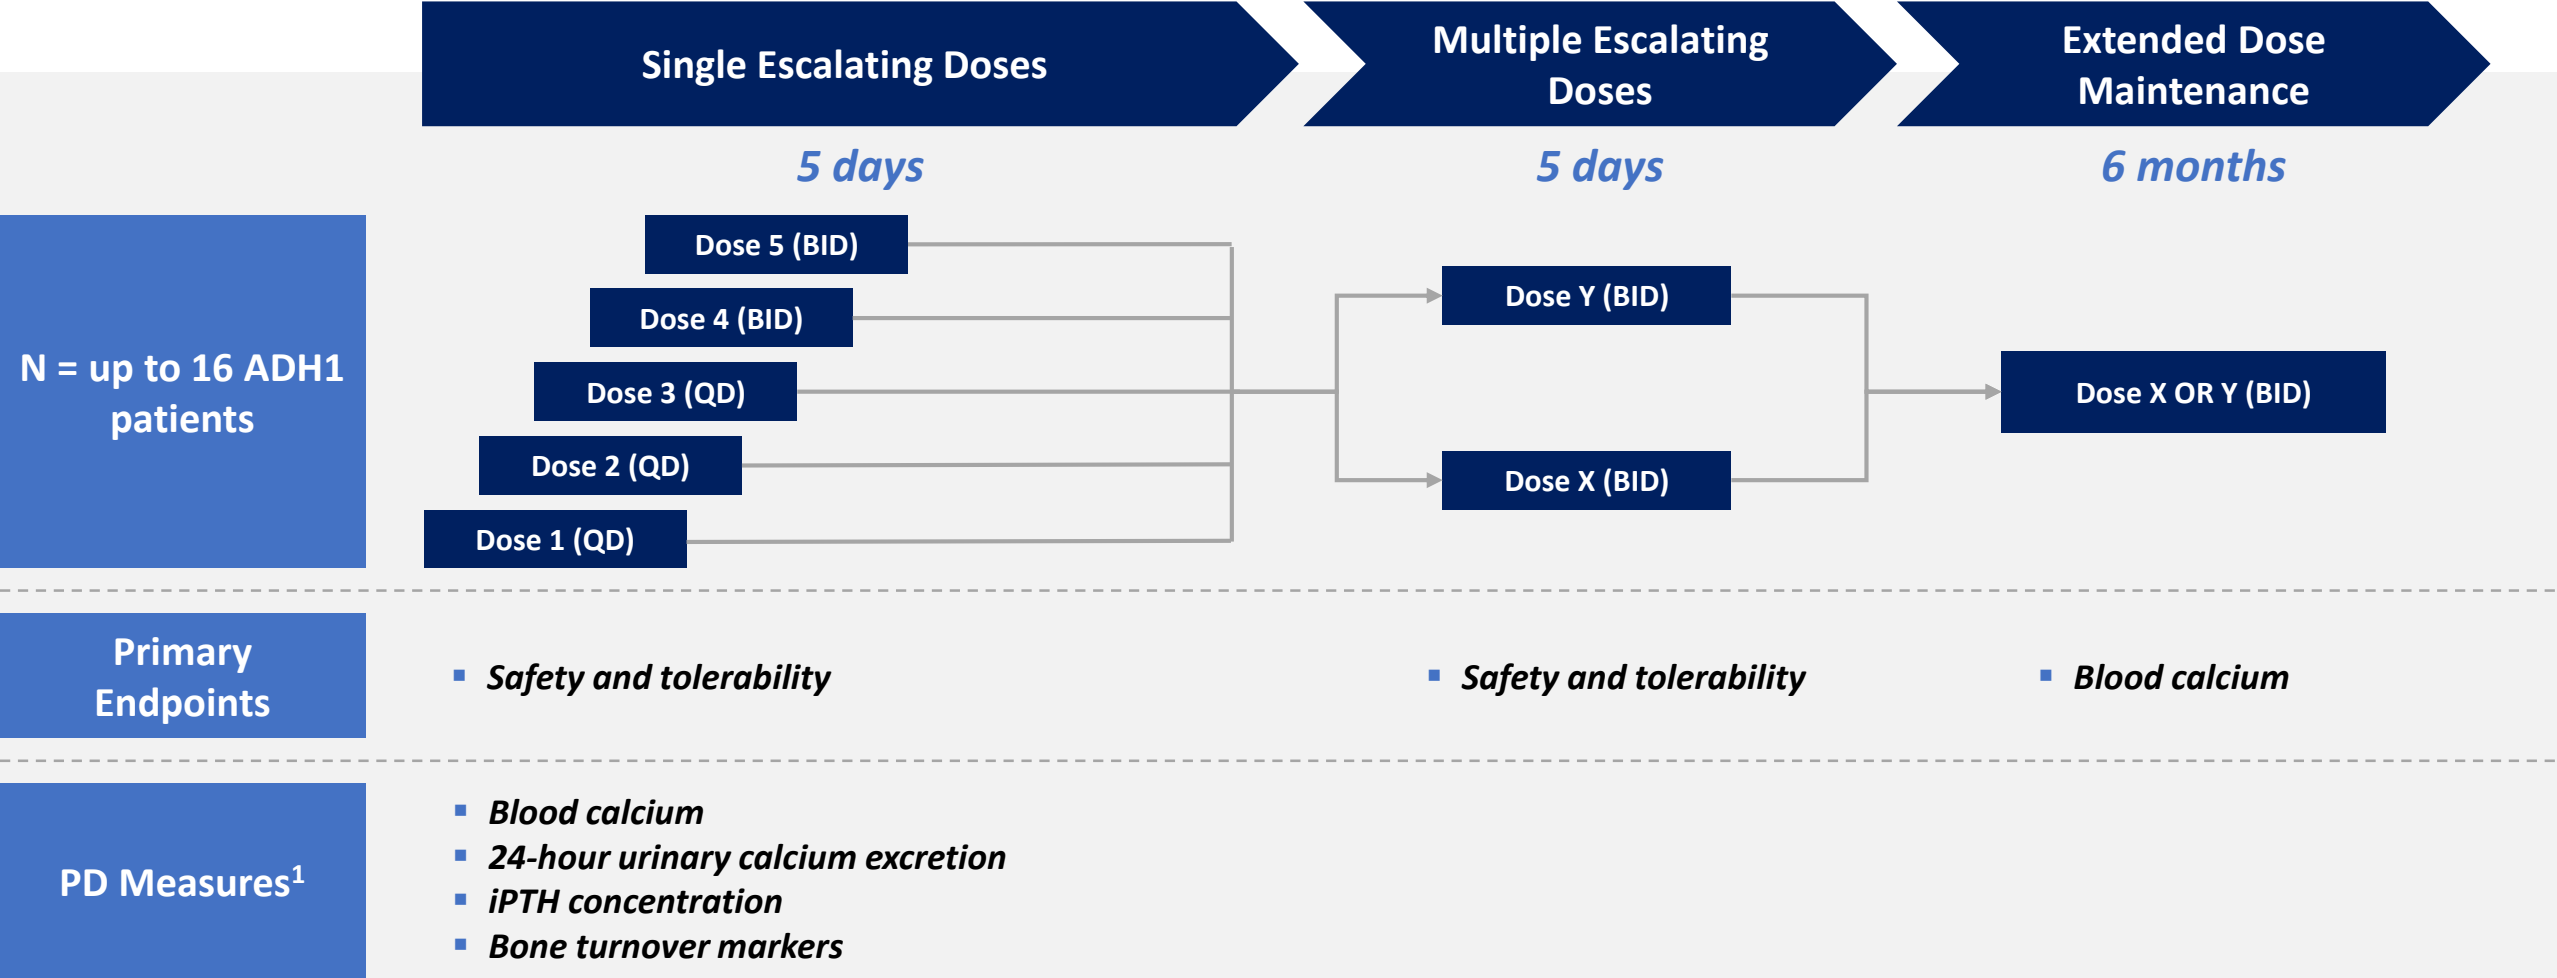 Single Escalating Doses
Multiple Escalating
Doses
Extended Dose
Maintenance
5 days
5 days
6 months
N = up to 16 ADH1
patients
Dose 5 (BID)
Dose 4 (BID)
Dose 3 (QD)
Dose 2 (QD)
Dose 1 (QD)
Dose Y (BID)
Dose X (BID)
Dose X OR Y (BID)
Primary
Endpoints
▪ Safety and tolerability
▪ Safety and tolerability
▪ Blood calcium
PD Measures¹
▪ Blood calcium
▪ 24-hour urinary calcium excretion
▪ iPTH concentration
▪ Bone turnover markers